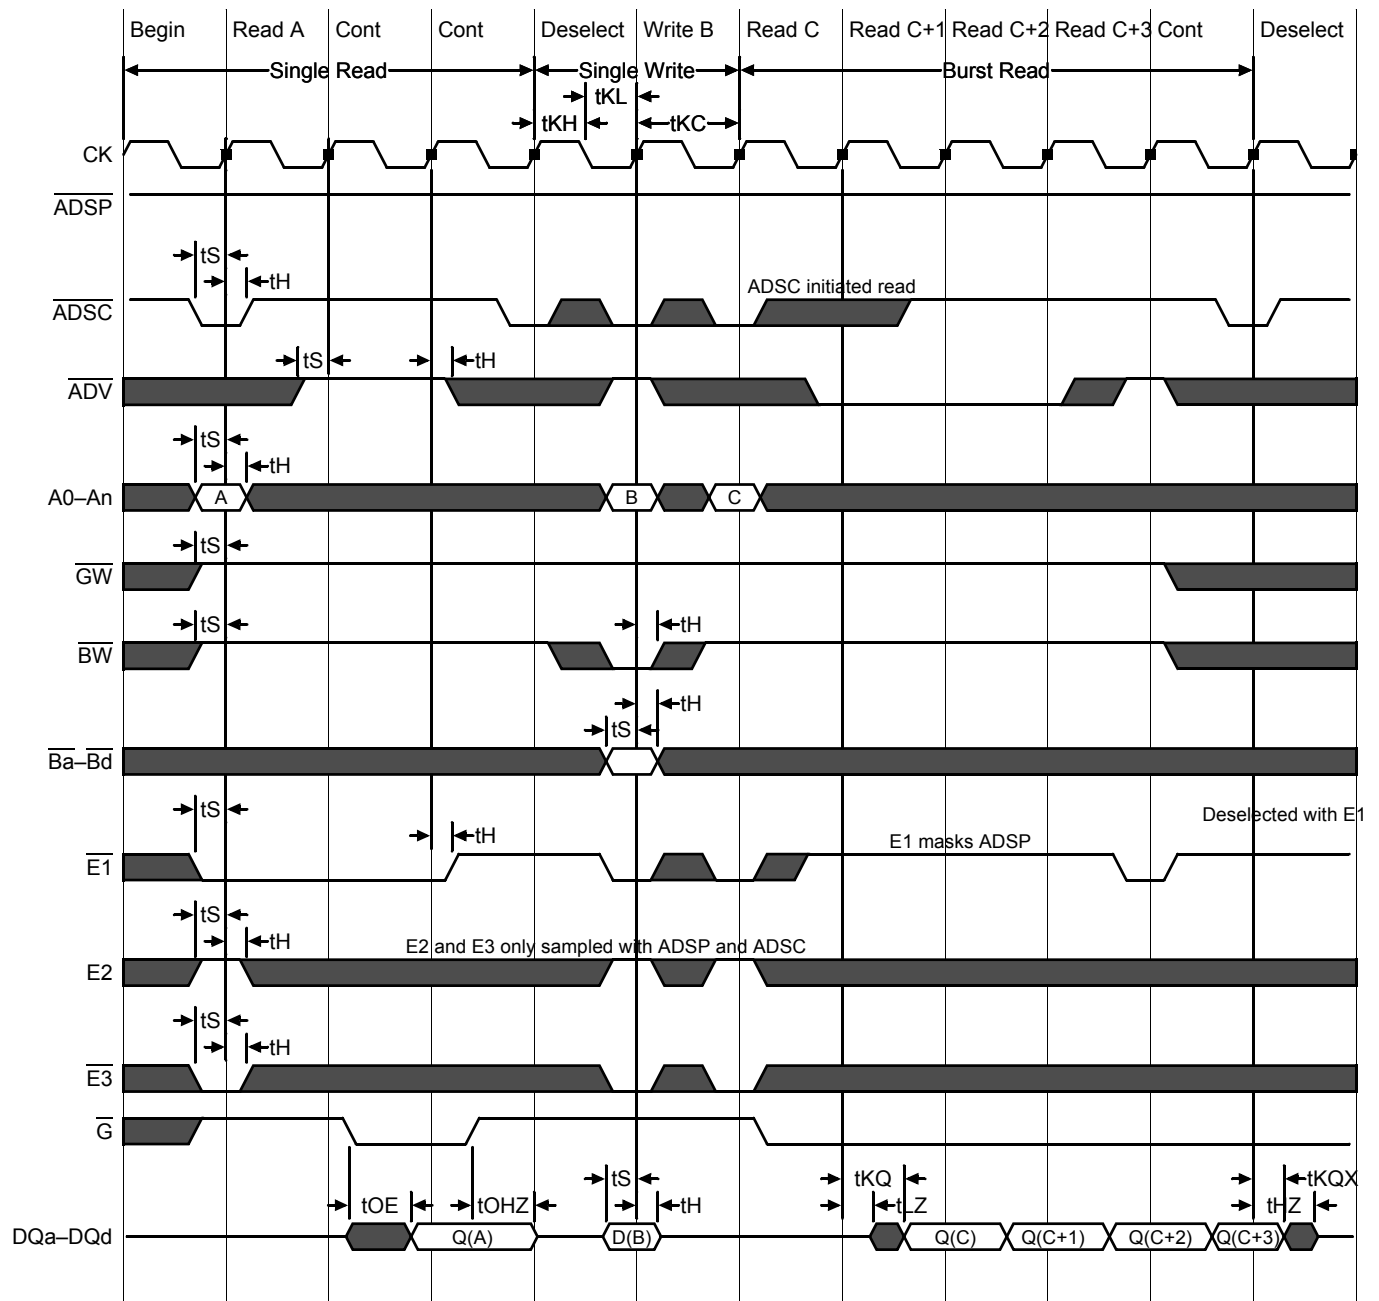 Begin Read A Cont Cont Deselect Write B Read C Read C+1 Read C+2 Read C+3 Cont Deselect
Single Read Single Write Burst Read
tKL
tKH tKC
CK
ADSP
tS
tH
ADSC initiated read
ADSC
tS tH
ADV
tS
tH
A0–An A B C
tS
GW
tS tH
BW
tH
tS
Ba–Bd
tS
Deselected with E1
tH
E1 masks ADSP
E1
tS
tH
E2 and E3 only sampled with ADSP and ADSC
E2
tS
tH
E3
G
tS tKQ tKQX
tOE tOHZ tH tLZ tHZ
DQa–DQd Q(A) D(B) Q(C) Q(C+1) Q(C+2) Q(C+3)